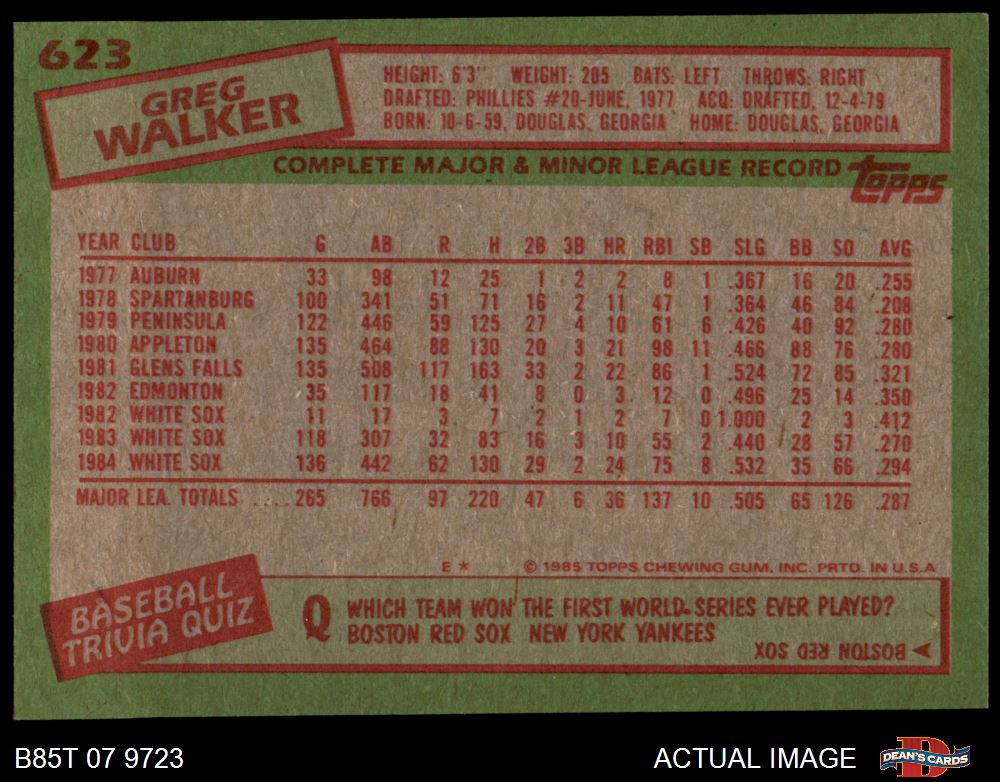 623
GREG
WALKER
HEIGHT: 6'3" WEIGHT: 205 BATS: LEFT THROWS: RIGHT
DRAFTED: PHILLIES #20-JUNE, 1977 ACQ: DRAFTED, 12-4-79
BORN: 10-6-59, DOUGLAS, GEORGIA HOME: DOUGLAS, GEORGIA
COMPLETE MAJOR & MINOR LEAGUE RECORD topps
YEAR CLUB G AB R H 2B 3B HR RBI SB SLG BB SO AVG
1977 AUBURN 33 98 12 25 1 2 2 8 1 .367 16 20 .255
1978 SPARTANBURG 100 341 51 71 16 2 11 47 1 .364 46 84 .208
1979 PENINSULA 122 446 59 125 27 4 10 61 6 .426 40 92 .280
1980 APPLETON 135 464 88 130 20 3 21 98 11 .466 88 76 .280
1981 GLENS FALLS 135 508 117 163 33 2 22 86 1 .524 72 85 .321
1982 EDMONTON 35 117 18 41 8 0 3 12 0 .496 25 14 .350
1982 WHITE SOX 11 17 3 7 2 1 2 7 0 1.000 2 3 .412
1983 WHITE SOX 118 307 32 83 16 3 10 55 2 .440 28 57 .270
1984 WHITE SOX 136 442 62 130 29 2 24 75 8 .532 35 66 .294
MAJOR LEA. TOTALS ....265 766 97 220 47 6 36 137 10 .505 65 126 .287
E * © 1985 TOPPS CHEWING GUM, INC. PRTD. IN U.S.A
BASEBALL
TRIVIA QUIZ
Q WHICH TEAM WON THE FIRST WORLD SERIES EVER PLAYED?
BOSTON RED SOX NEW YORK YANKEES
BOSTON RED SOX
B85T 07 9723
ACTUAL IMAGE
D
DEAN'S CARDS